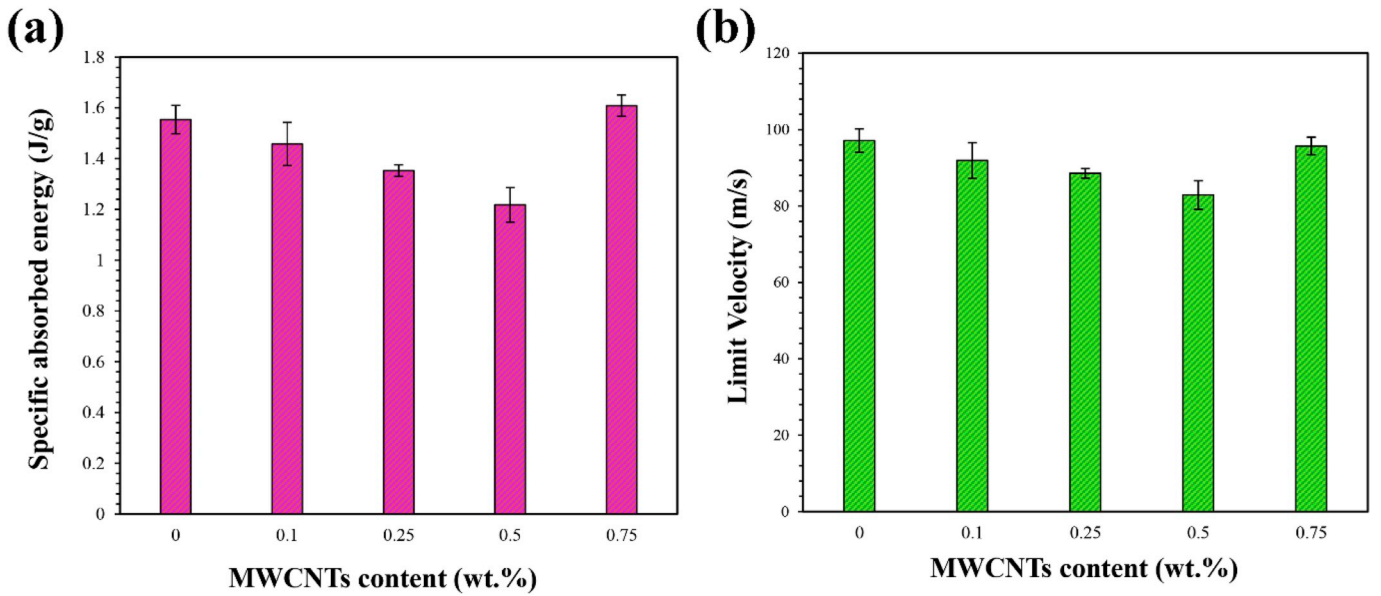 (a)
Specific absorbed energy (J/g)
1.8
1.6
1.4
1.2
1
0.8
0.6
0.4
0.2
0
0 0.1 0.25 0.5 0.75
MWCNTs content (wt.%)
(b)
Limit Velocity (m/s)
120
100
80
60
40
20
0
0 0.1 0.25 0.5 0.75
MWCNTs content (wt.%)